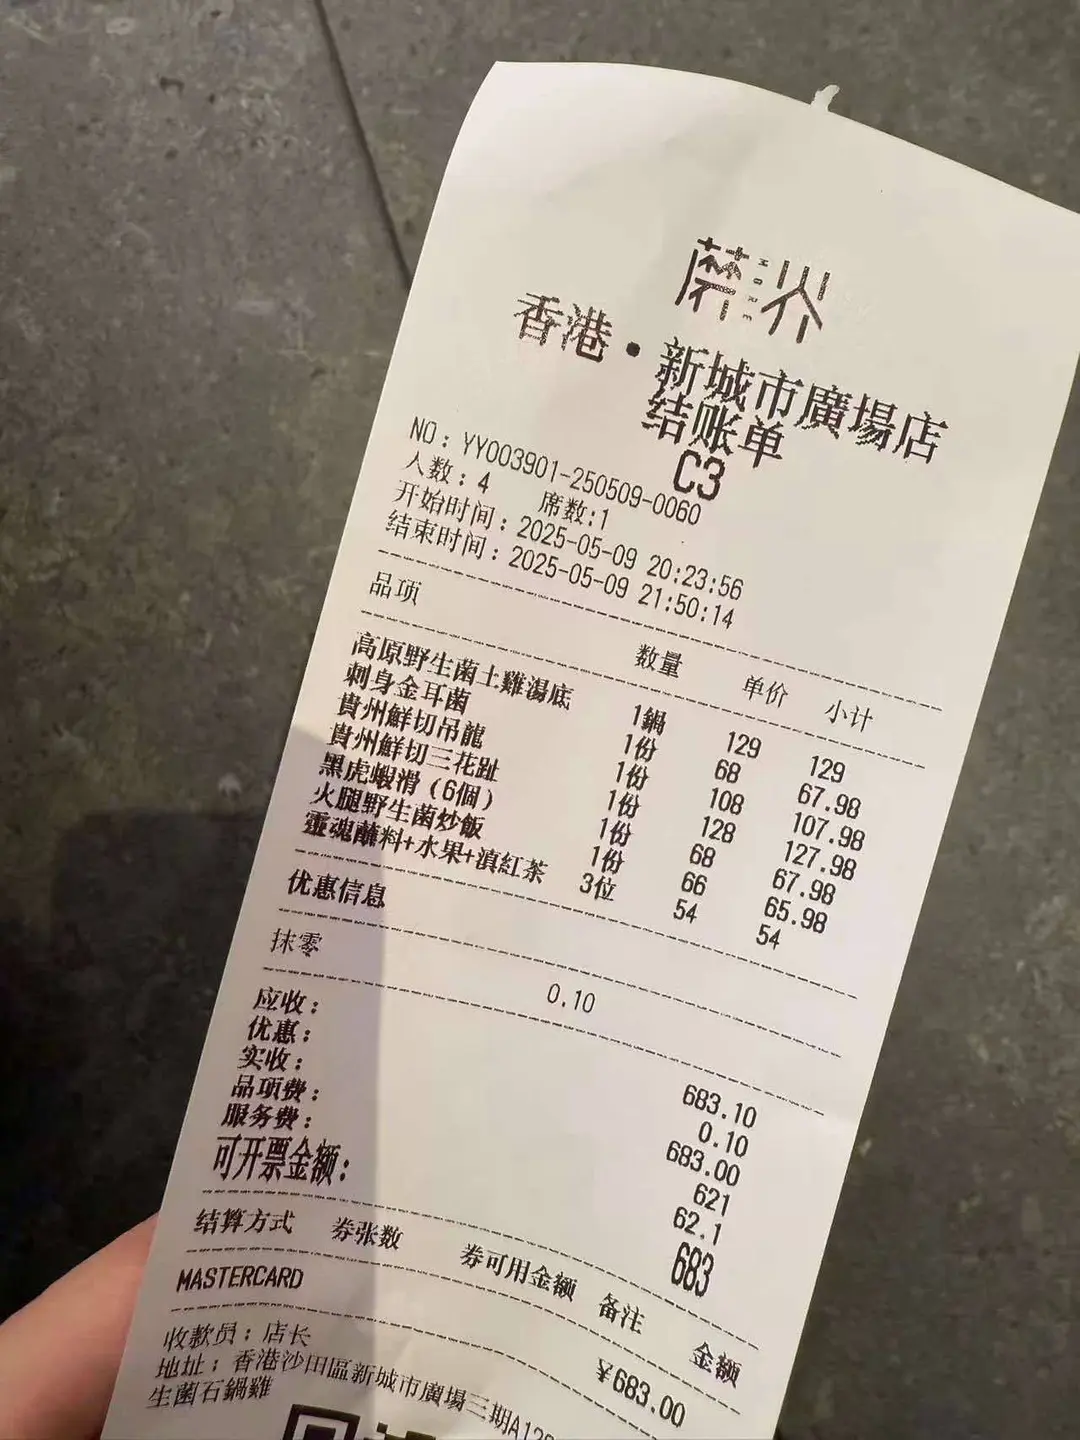 蘑界
香港·新城市廣場店
结账单
C3
NO: YY003901-250509-0060
人数: 4 席数:1
开始时间: 2025-05-09 20:23:56
结束时间: 2025-05-09 21:50:14
品项 数量 单价 小计
高原野生菌土雞湯底 1鍋 129 129
刺身金耳菌 1份 68 67.98
貴州鮮切吊龍 1份 108 107.98
貴州鮮切三花趾 1份 128 127.98
黑虎蝦滑(6個) 1份 68 67.98
火腿野生菌炒飯 1份 66 65.98
靈魂蘸料+水果+滇紅茶 3位 54 54
优惠信息
抹零 0.10
应收: 683.10
优惠: 0.10
实收: 683.00
品项费: 621
服务费: 62.1
可开票金额: 683
结算方式 券张数 券可用金额 备注 金额
MASTERCARD ¥683.00
收款员: 店长
地址: 香港沙田區新城市廣場三期A12
生菌石鍋雞